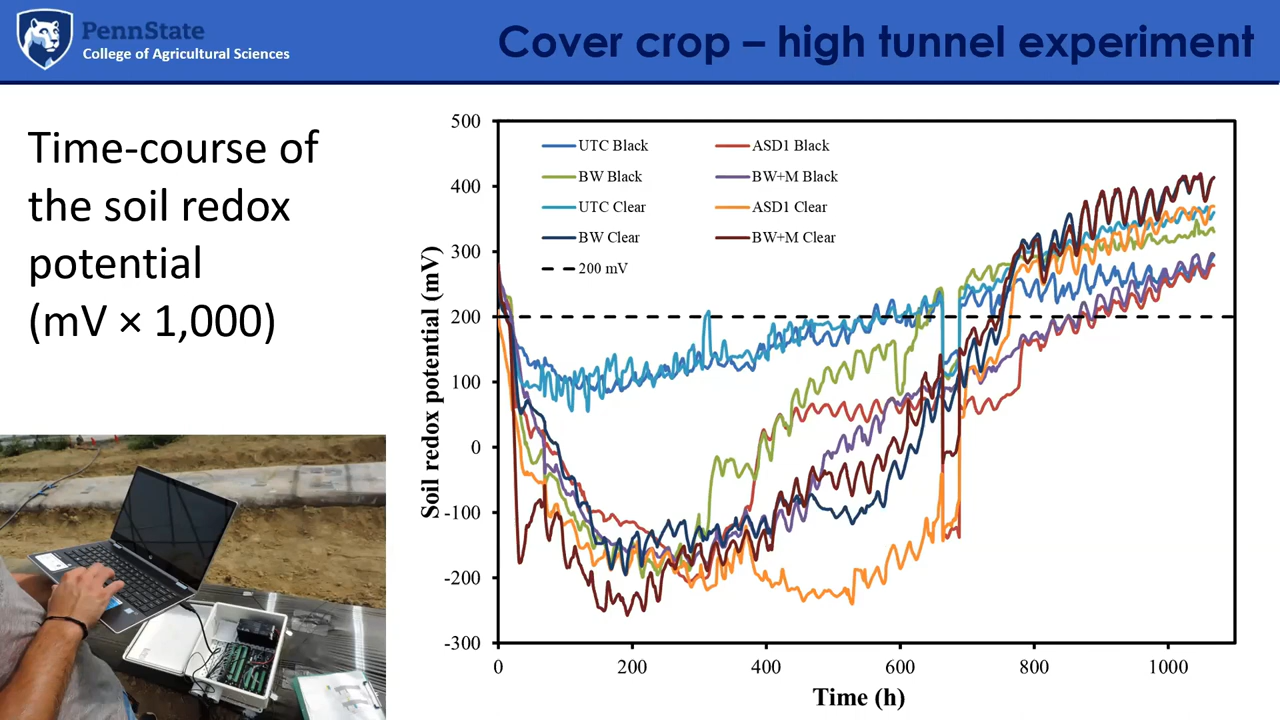 PennState
College of Agricultural Sciences
Cover crop – high tunnel experiment
Time-course of
the soil redox
potential
(mV × 1,000)
Soil redox potential (mV)
500
400
300
200
100
0
-100
-200
-300
UTC Black
ASD1 Black
BW Black
BW+M Black
UTC Clear
ASD1 Clear
BW Clear
BW+M Clear
200 mV
0
200
400
600
800
1000
Time (h)